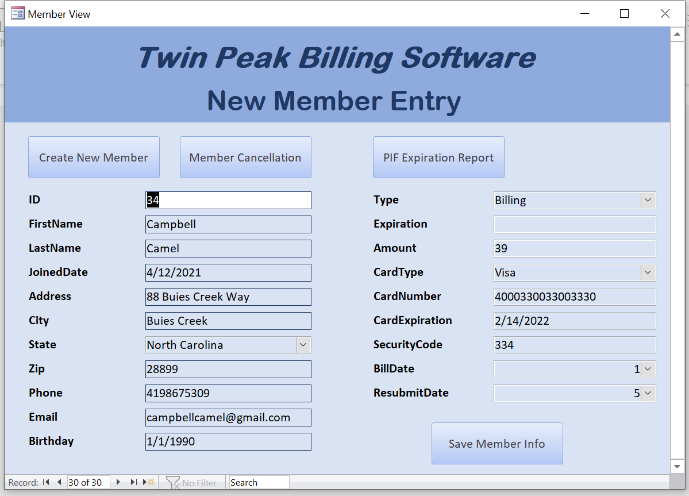 Member View
Twin Peak Billing Software
New Member Entry
Create New Member
Member Cancellation
PIF Expiration Report
ID 34
FirstName Campbell
LastName Camel
JoinedDate 4/12/2021
Address 88 Buies Creek Way
City Buies Creek
State North Carolina
Zip 28899
Phone 4198675309
Email campbellcamel@gmail.com
Birthday 1/1/1990
Type Billing
Expiration
Amount 39
CardType Visa
CardNumber 4000330033003330
CardExpiration 2/14/2022
SecurityCode 334
BillDate 1
ResubmitDate 5
Save Member Info
Record: 30 of 30 No Filter Search